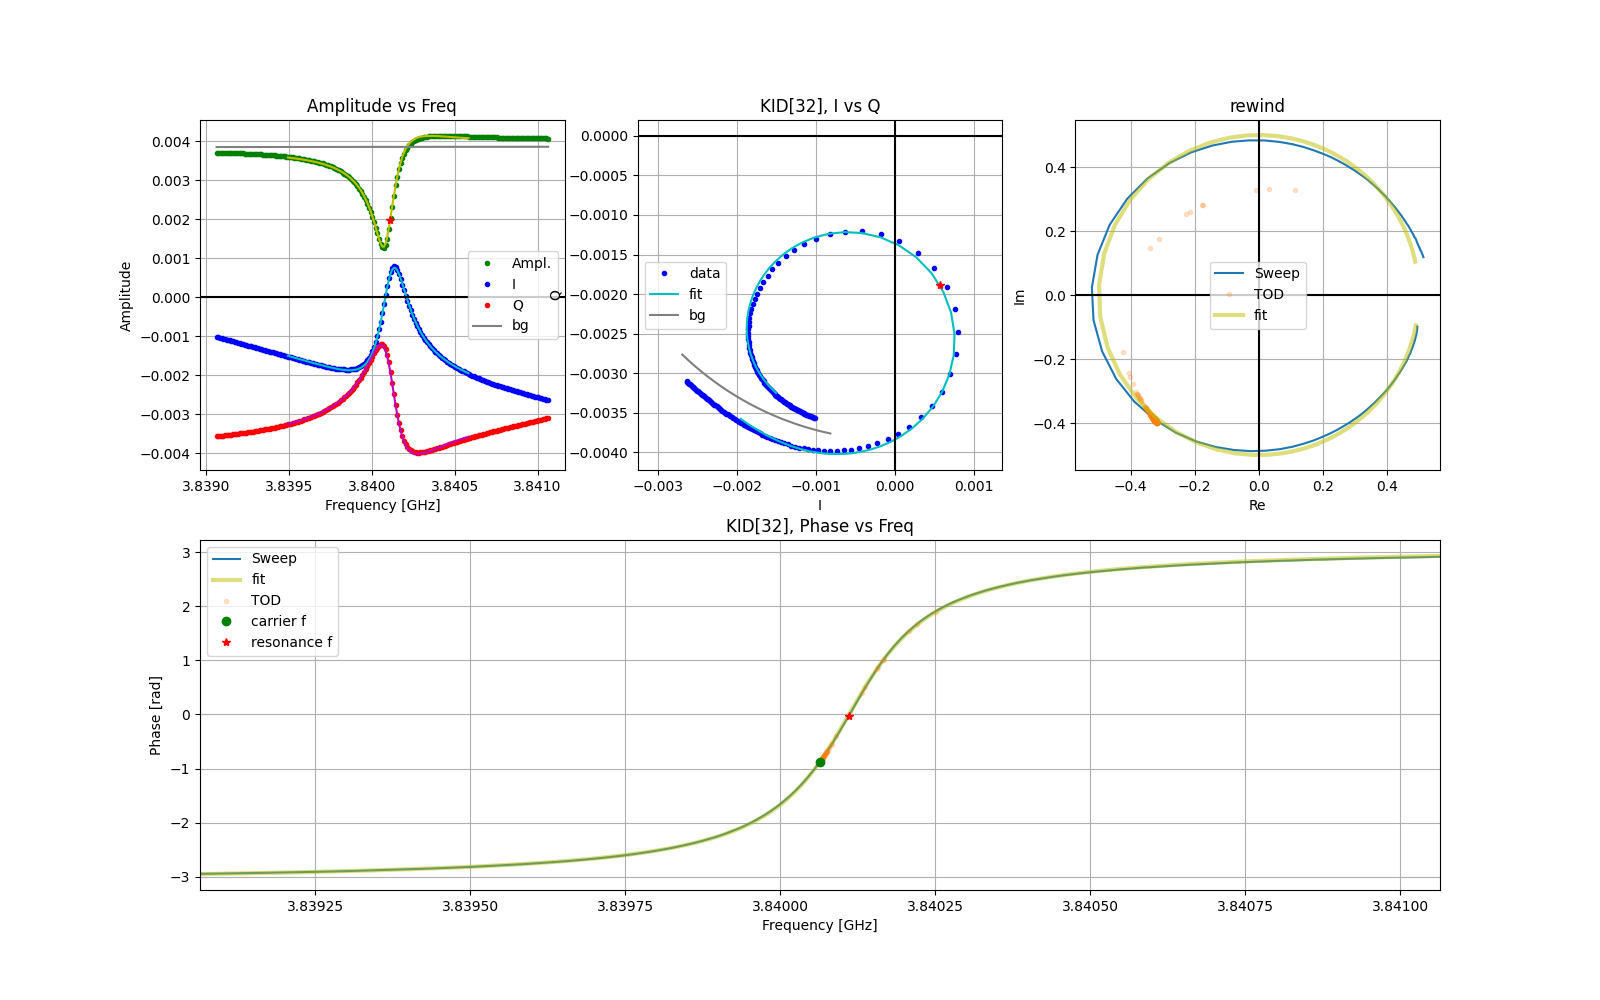 Amplitude vs Freq
0.004
0.003
0.002
0.001
0.000
−0.001
−0.002
−0.003
−0.004
Amplitude
Ampl.
I
Q
bg
3.8390 3.8395 3.8400 3.8405 3.8410
Frequency [GHz]
KID[32], I vs Q
0.0000
−0.0005
−0.0010
−0.0015
−0.0020
−0.0025
−0.0030
−0.0035
−0.0040
Q
data
fit
bg
−0.003 −0.002 −0.001 0.000 0.001
I
rewind
0.4
0.2
0.0
−0.2
−0.4
Im
Sweep
TOD
fit
−0.4 −0.2 0.0 0.2 0.4
Re
KID[32], Phase vs Freq
3
2
1
0
−1
−2
−3
Phase [rad]
Sweep
fit
TOD
carrier f
resonance f
3.83925 3.83950 3.83975 3.84000 3.84025 3.84050 3.84075 3.84100
Frequency [GHz]